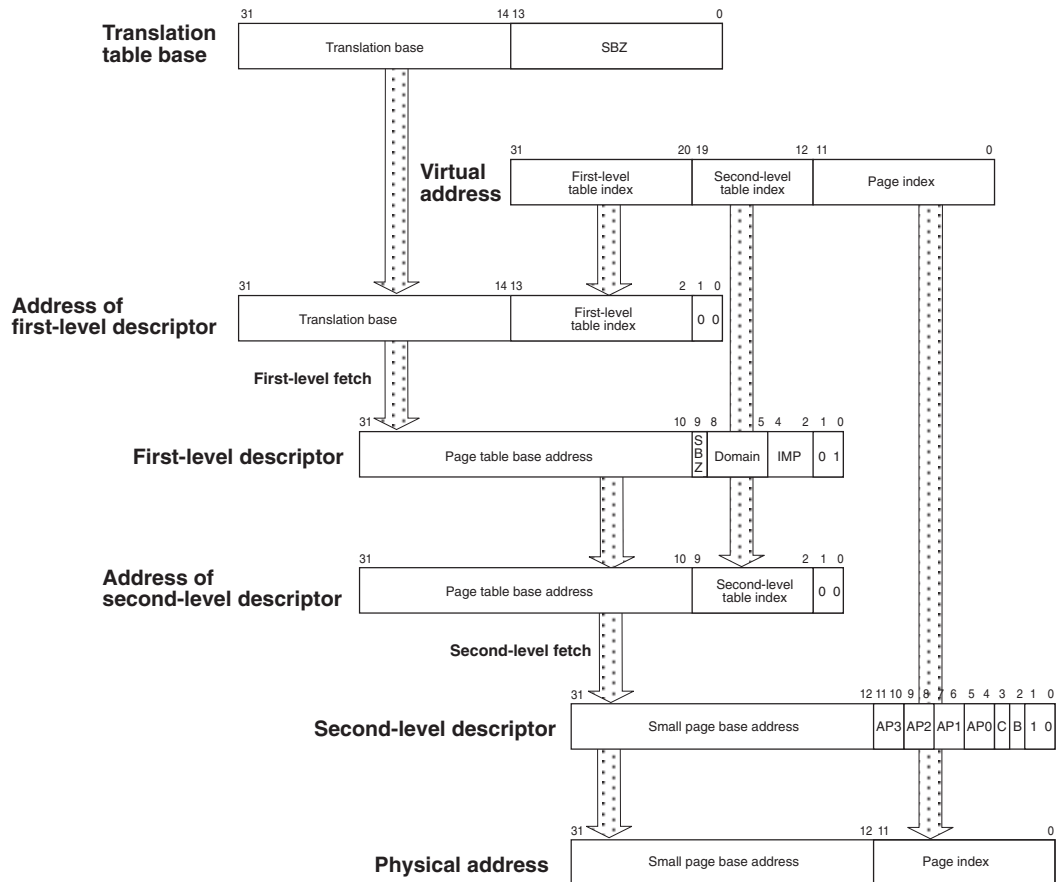 31 14 13 0
Translation
table base
Translation base SBZ
31 20 19 12 11 0
Virtual
address
First-level
table index
Second-level
table index
Page index
31 14 13 2 1 0
Address of
first-level descriptor
Translation base
First-level
table index
0 0
First-level fetch
31 10 9 8 5 4 2 1 0
First-level descriptor
Page table base address
S
B
Z
Domain IMP 0 1
31 10 9 2 1 0
Address of
second-level descriptor
Page table base address
Second-level
table index
0 0
Second-level fetch
31 12 11 10 9 8 7 6 5 4 3 2 1 0
Second-level descriptor
Small page base address AP3 AP2 AP1 AP0 C B 1 0
31 12 11 0
Physical address
Small page base address Page index